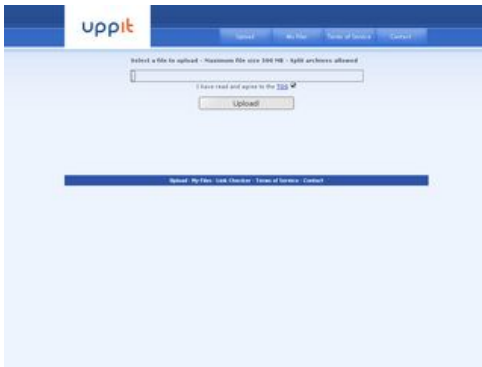 uppit
Upload My Files Terms of Service Contact
Select a file to upload - Maximum file size 500 MB - Split archives allowed
I have read and agree to the TOS
Upload!
Upload · My Files · Link Checker · Terms of Service · Contact